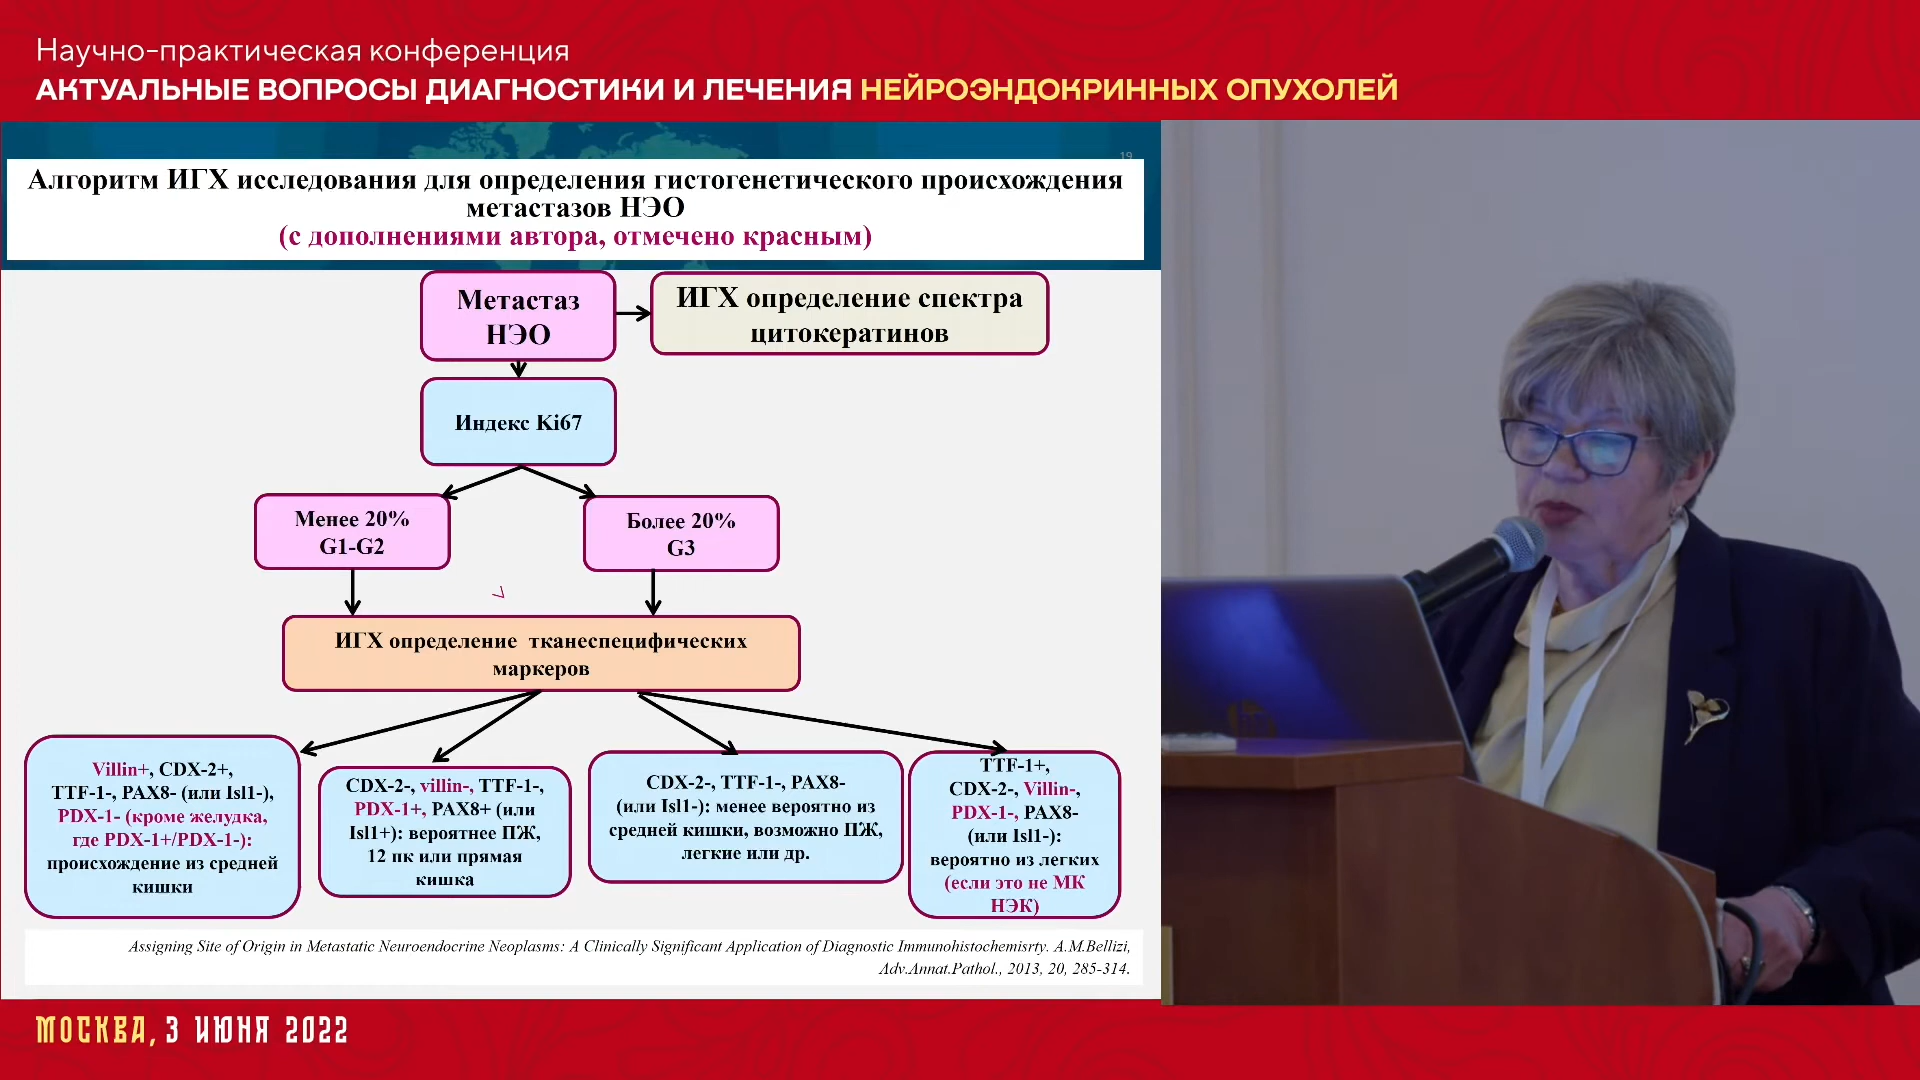 Научно-практическая конференция
АКТУАЛЬНЫЕ ВОПРОСЫ ДИАГНОСТИКИ И ЛЕЧЕНИЯ НЕЙРОЭНДОКРИННЫХ ОПУХОЛЕЙ
19
Алгоритм ИГХ исследования для определения гистогенетического происхождения
метастазов НЭО
(с дополнениями автора, отмечено красным)
Метастаз
НЭО
ИГХ определение спектра
цитокератинов
Индекс Ki67
Менее 20%
G1-G2
Более 20%
G3
ИГХ определение тканеспецифических
маркеров
Villin+, CDX-2+,
TTF-1-, PAX8- (или Isl1-),
PDX-1- (кроме желудка,
где PDX-1+/PDX-1-):
происхождение из средней
кишки
CDX-2-, villin-, TTF-1-,
PDX-1+, PAX8+ (или
Isl1+): вероятнее ПЖ,
12 пк или прямая
кишка
CDX-2-, TTF-1-, PAX8-
(или Isl1-): менее вероятно из
средней кишки, возможно ПЖ,
легкие или др.
TTF-1+,
CDX-2-, Villin-,
PDX-1-, PAX8-
(или Isl1-):
вероятно из легких
(если это не МК
НЭК)
Assigning Site of Origin in Metastatic Neuroendocrine Neoplasms: A Clinically Significant Application of Diagnostic Immunohistochemisrty. A.M.Bellizi,
Adv.Annat.Pathol., 2013, 20, 285-314.
МОСКВА, 3 ИЮНЯ 2022